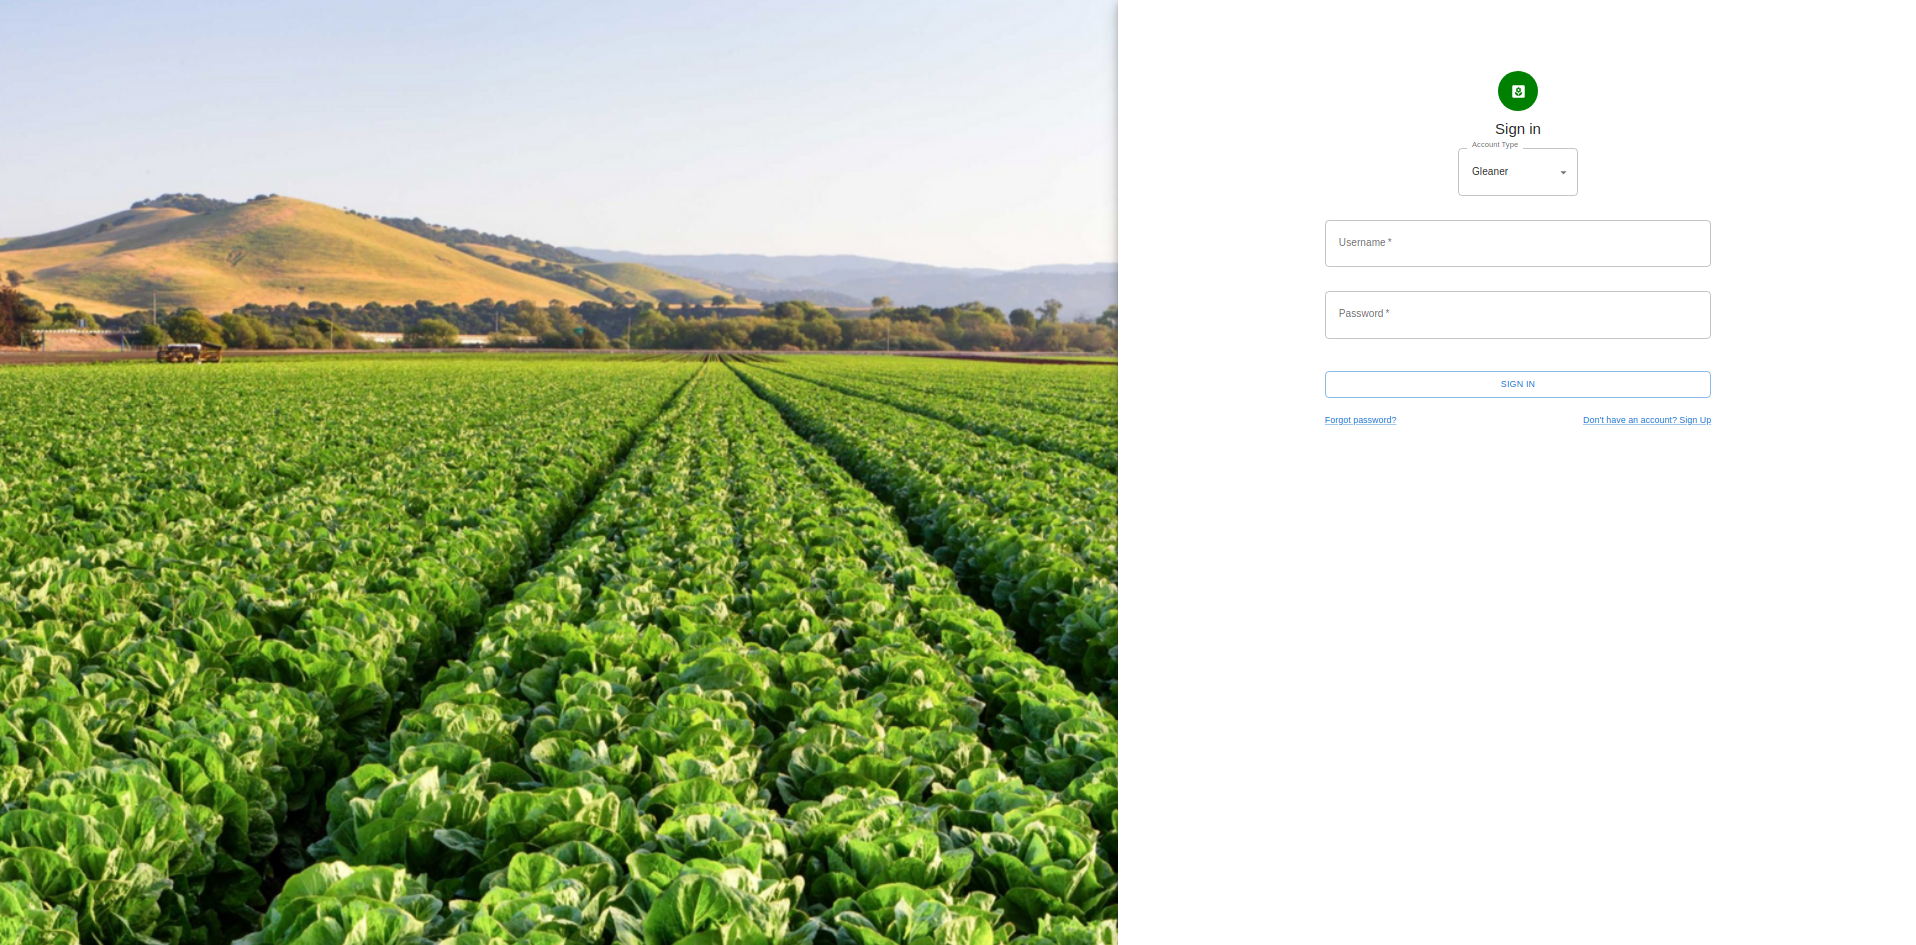 Sign in
Account Type
Gleaner
Username *
Password *
SIGN IN
Forgot password?
Don't have an account? Sign Up